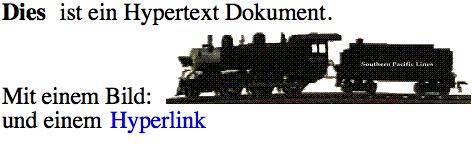 Dies ist ein Hypertext Dokument.
Southern Pacific Lines
Mit einem Bild:
und einem Hyperlink